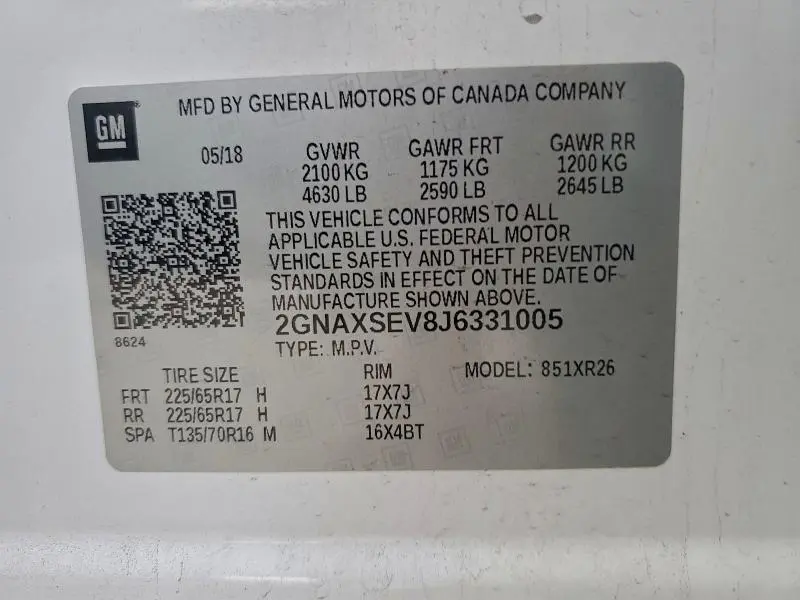 GM
MFD BY GENERAL MOTORS OF CANADA COMPANY
05/18 GVWR GAWR FRT GAWR RR
2100 KG 1175 KG 1200 KG
4630 LB 2590 LB 2645 LB
THIS VEHICLE CONFORMS TO ALL
APPLICABLE U.S. FEDERAL MOTOR
VEHICLE SAFETY AND THEFT PREVENTION
STANDARDS IN EFFECT ON THE DATE OF
MANUFACTURE SHOWN ABOVE.
2GNAXSEV8J6331005
8624
TYPE: M.P.V.
TIRE SIZE RIM MODEL: 851XR26
FRT 225/65R17 H 17X7J
RR 225/65R17 H 17X7J
SPA T135/70R16 M 16X4BT